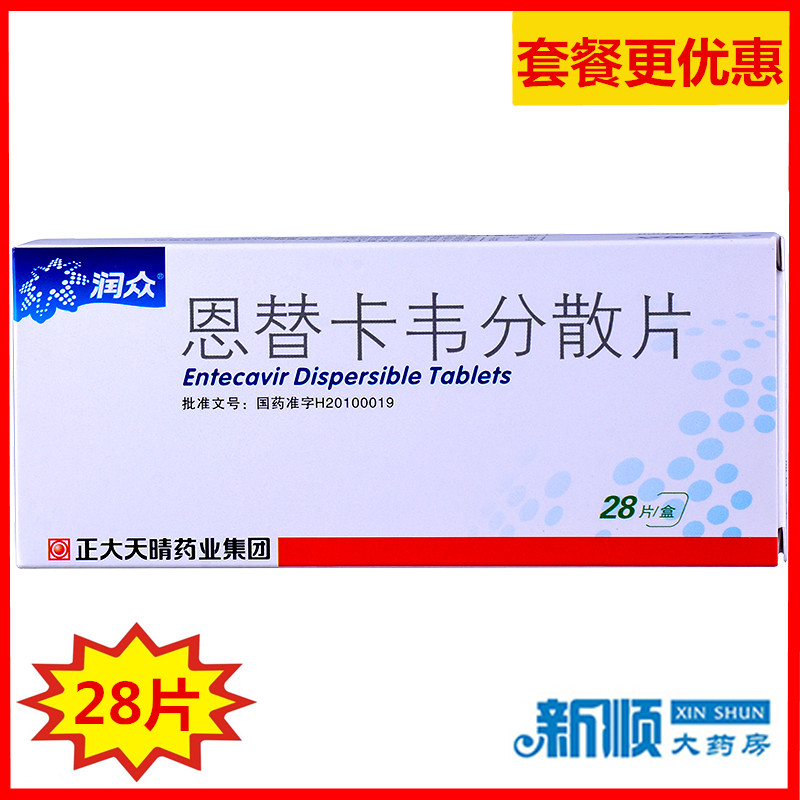 套餐更优惠
润众®
恩替卡韦分散片
Entecavir Dispersible Tablets
批准文号：国药准字H20100019
28片/盒
正大天晴药业集团
28片
新顺
XIN SHUN
大药房